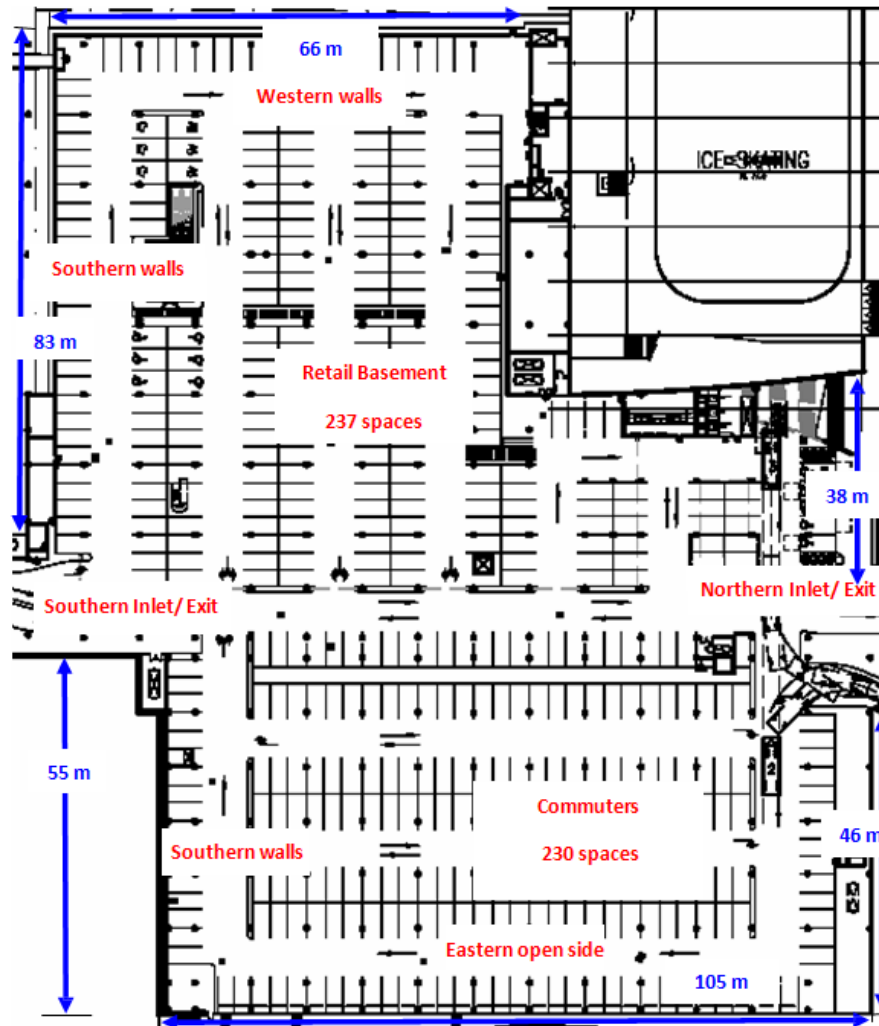 66 m
Western walls
ICE-SKATING
Southern walls
83 m
Retail Basement
237 spaces
38 m
Southern Inlet/ Exit
Northern Inlet/ Exit
55 m
Commuters
230 spaces
46 m
Southern walls
Eastern open side
105 m